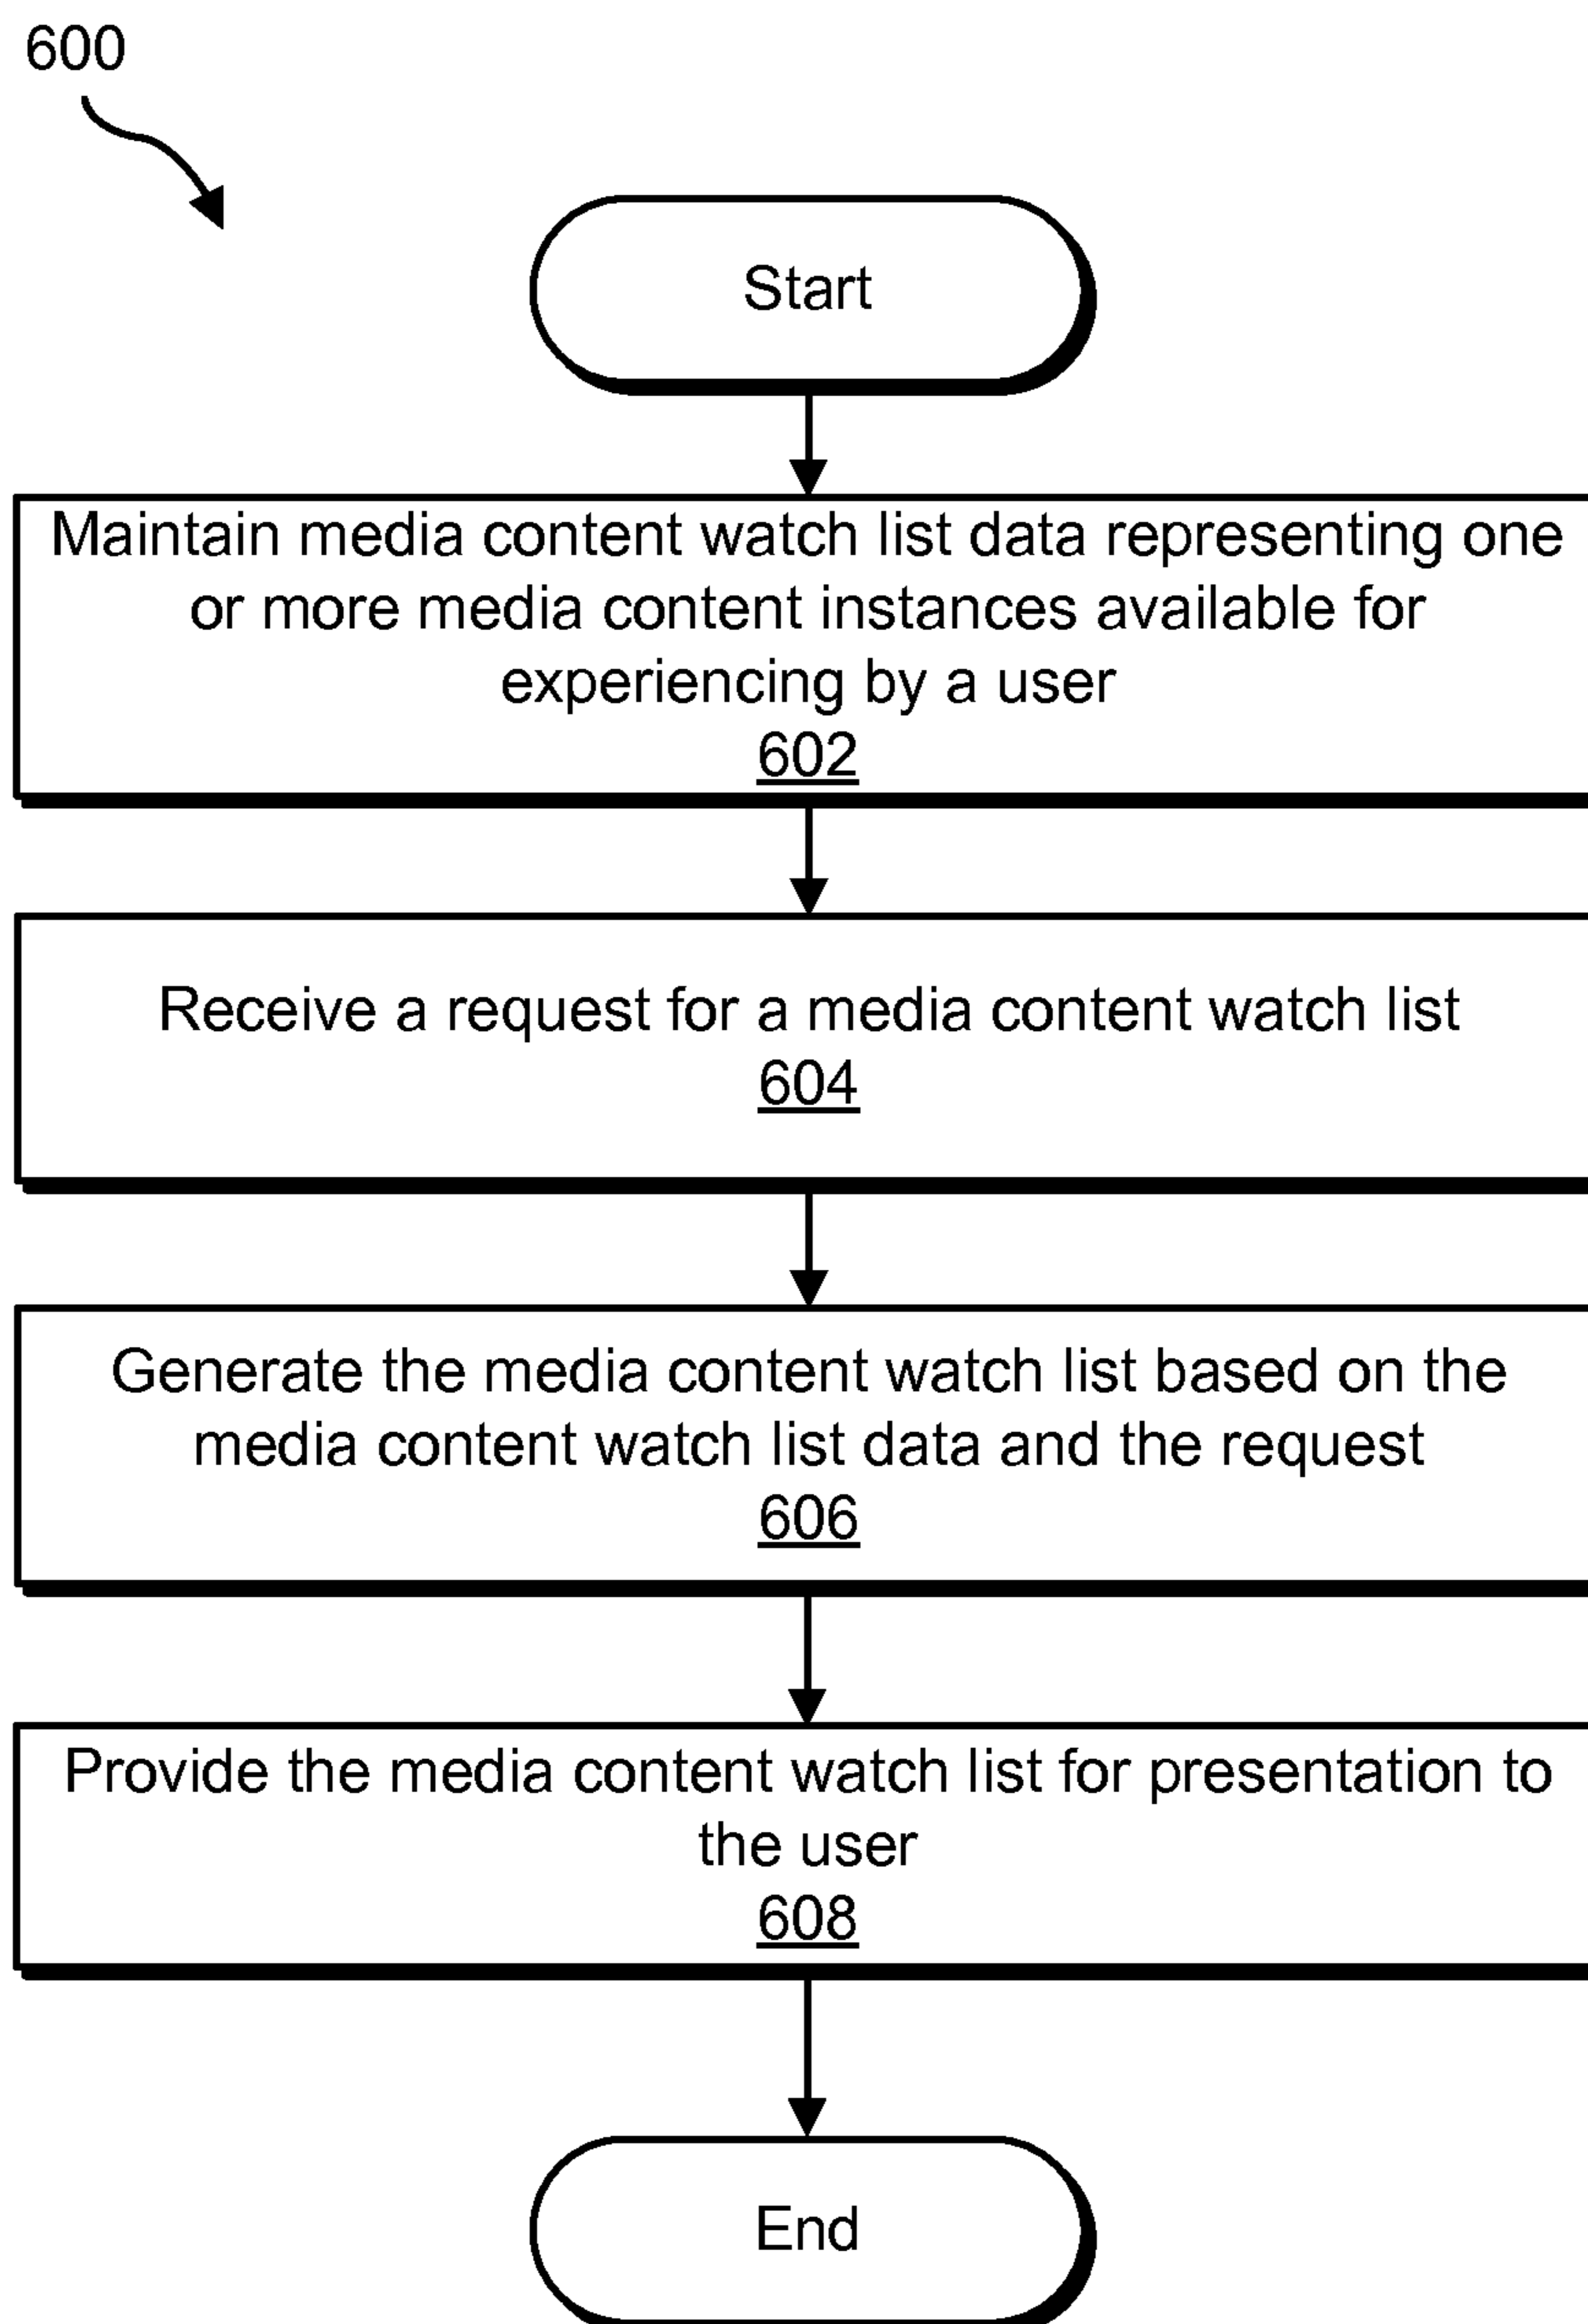 600
Start
Maintain media content watch list data representing one
or more media content instances available for
experiencing by a user
602
Receive a request for a media content watch list
604
Generate the media content watch list based on the
media content watch list data and the request
606
Provide the media content watch list for presentation to
the user
608
End